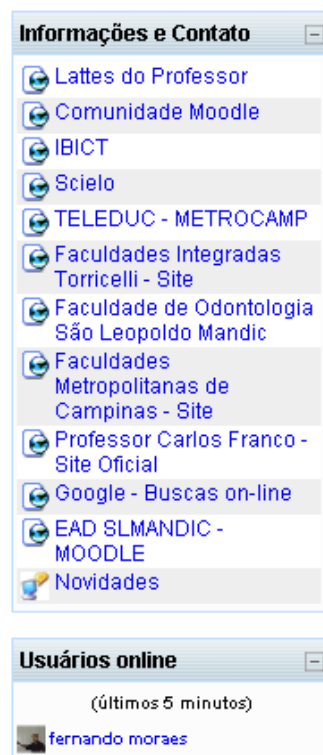 Informações e Contato
Lattes do Professor
Comunidade Moodle
IBICT
Scielo
TELEDUC - METROCAMP
Faculdades Integradas
Torricelli - Site
Faculdade de Odontologia
São Leopoldo Mandic
Faculdades
Metropolitanas de
Campinas - Site
Professor Carlos Franco -
Site Oficial
Google - Buscas on-line
EAD SLMANDIC -
MOODLE
Novidades
Usuários online
(últimos 5 minutos)
fernando moraes